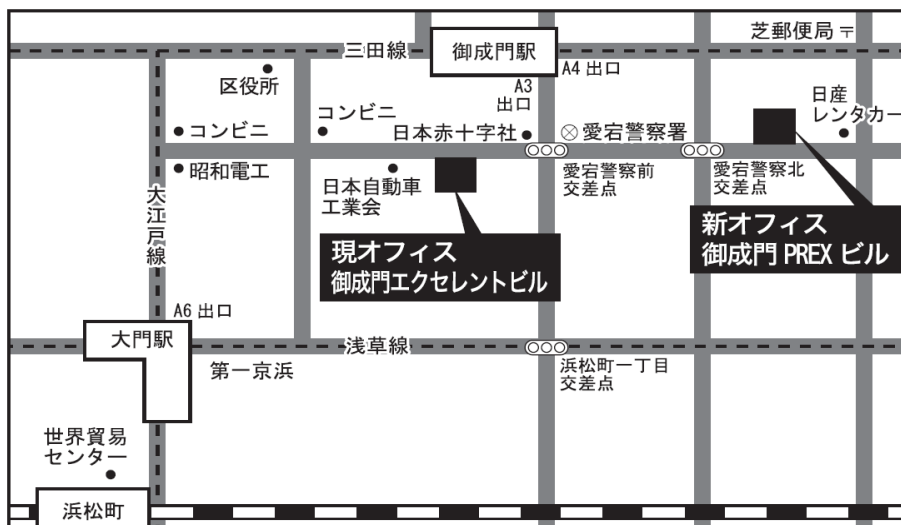 芝郵便局〒
三田線
御成門駅
A4 出口
A3
出口
区役所
日産
レンタカー
コンビニ
コンビニ
日本赤十字社
愛宕警察署
昭和電工
日本自動車
工業会
愛宕警察前
交差点
愛宕警察北
交差点
大江戸線
現オフィス
御成門エクセレントビル
新オフィス
御成門 PREX ビル
A6 出口
大門駅
浅草線
第一京浜
浜松町一丁目
交差点
世界貿易
センター
浜松町